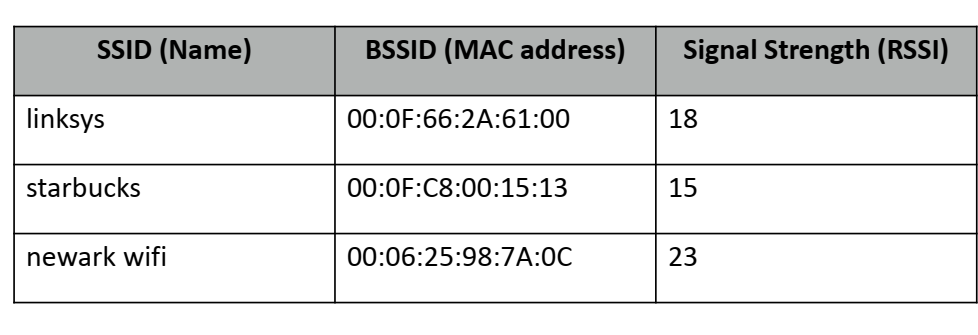 SSID (Name) BSSID (MAC address) Signal Strength (RSSI)
linksys 00:0F:66:2A:61:00 18
starbucks 00:0F:C8:00:15:13 15
newark wifi 00:06:25:98:7A:0C 23